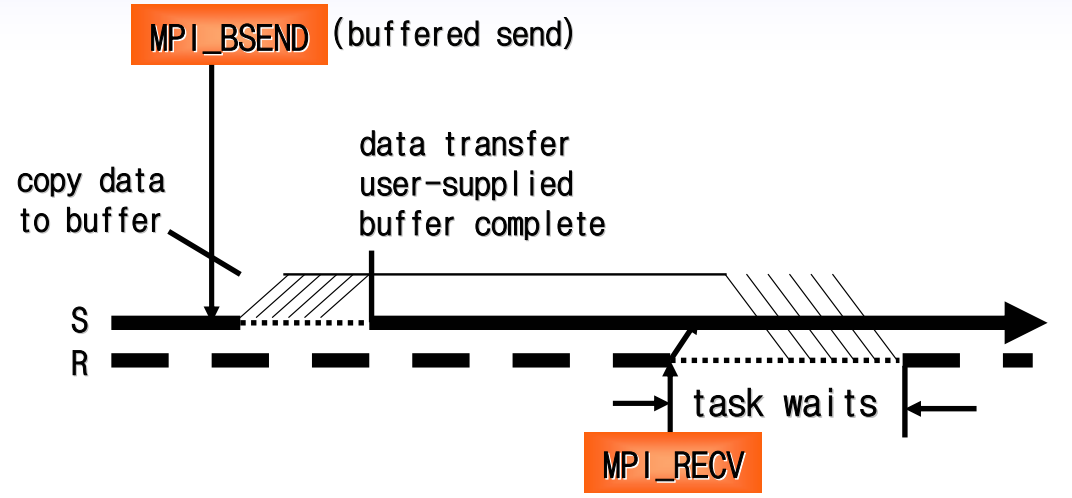 MPI_BSEND (buffered send)
data transfer
user-supplied
buffer complete
copy data
to buffer
S
R
task waits
MPI_RECV